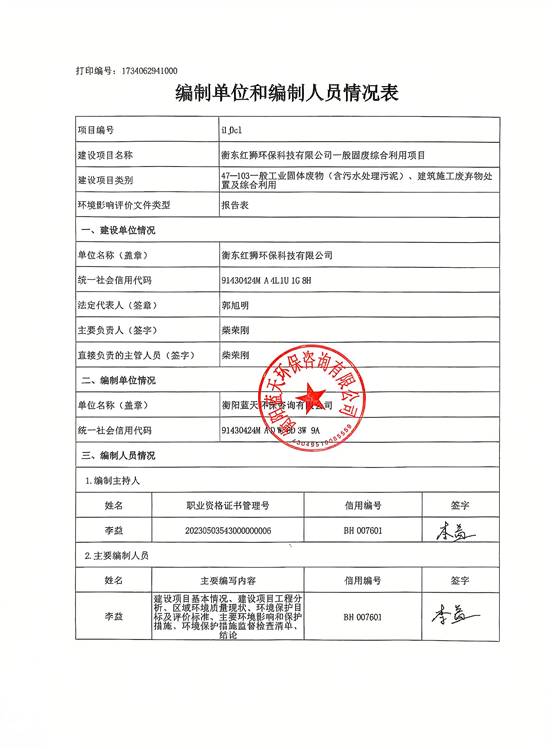 打印编号：1734062941000
编制单位和编制人员情况表
项目编号 i1j0c1
建设项目名称 衡东红狮环保科技有限公司一般固废综合利用项目
建设项目类别 47—103一般工业固体废物（含污水处理污泥）、建筑施工废弃物处
置及综合利用
环境影响评价文件类型 报告表
一、建设单位情况
单位名称（盖章） 衡东红狮环保科技有限公司
统一社会信用代码 91430424MA4L1U1G8H
法定代表人（签章） 郭旭明
主要负责人（签字） 柴荣刚
直接负责的主管人员（签字） 柴荣刚
二、编制单位情况
单位名称（盖章） 衡阳蓝天环保咨询有限公司
统一社会信用代码 91430424MADW6D3W9A
衡阳蓝天环保咨询有限公司
三、编制人员情况
1.编制主持人
姓名 职业资格证书管理号 信用编号 签字
李益 20230503543000000006 BH 007601 李益
2.主要编制人员
姓名 主要编写内容 信用编号 签字
建设项目基本情况、建设项目工程分
析、区域环境质量现状、环境保护目
标及评价标准、主要环境影响和保护
措施、环境保护措施监督检查清单、
结论
李益 BH 007601 李益